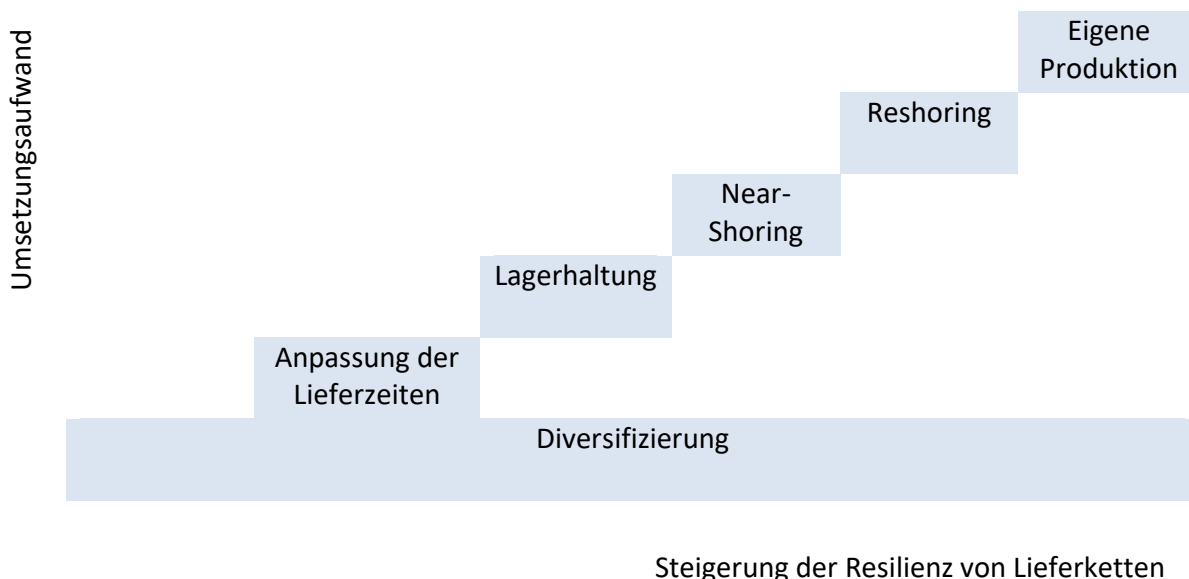 Umsetzungsaufwand
Eigene
Produktion
Reshoring
Near-
Shoring
Lagerhaltung
Anpassung der
Lieferzeiten
Diversifizierung
Steigerung der Resilienz von Lieferketten